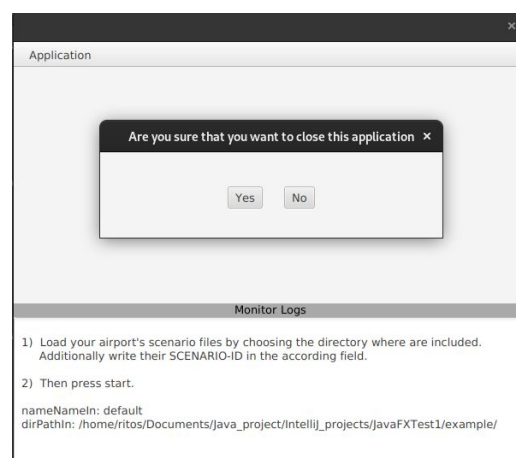 ×
Application
Are you sure that you want to close this application ×
Yes No
Monitor Logs
1) Load your airport's scenario files by choosing the directory where are included.
Additionally write their SCENARIO-ID in the according field.
2) Then press start.
nameNameIn: default
dirPathIn: /home/ritos/Documents/Java_project/IntelliJ_projects/JavaFXTest1/example/